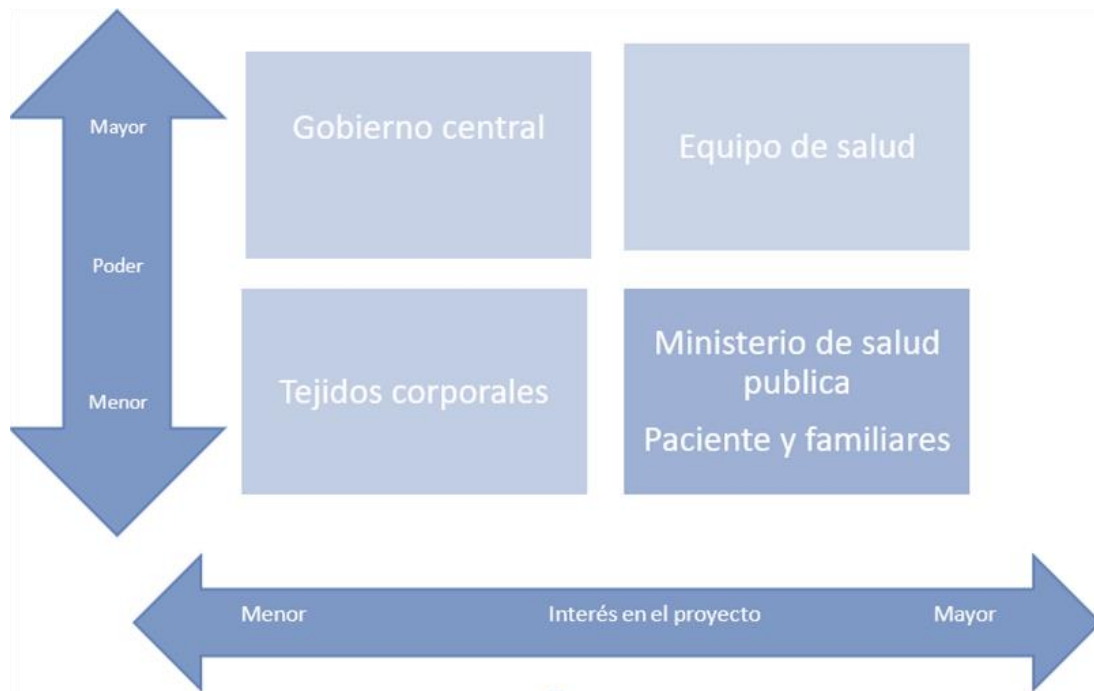 Mayor
Poder
Menor
Gobierno central
Equipo de salud
Tejidos corporales
Ministerio de salud
publica
Paciente y familiares
Menor
Interés en el proyecto
Mayor